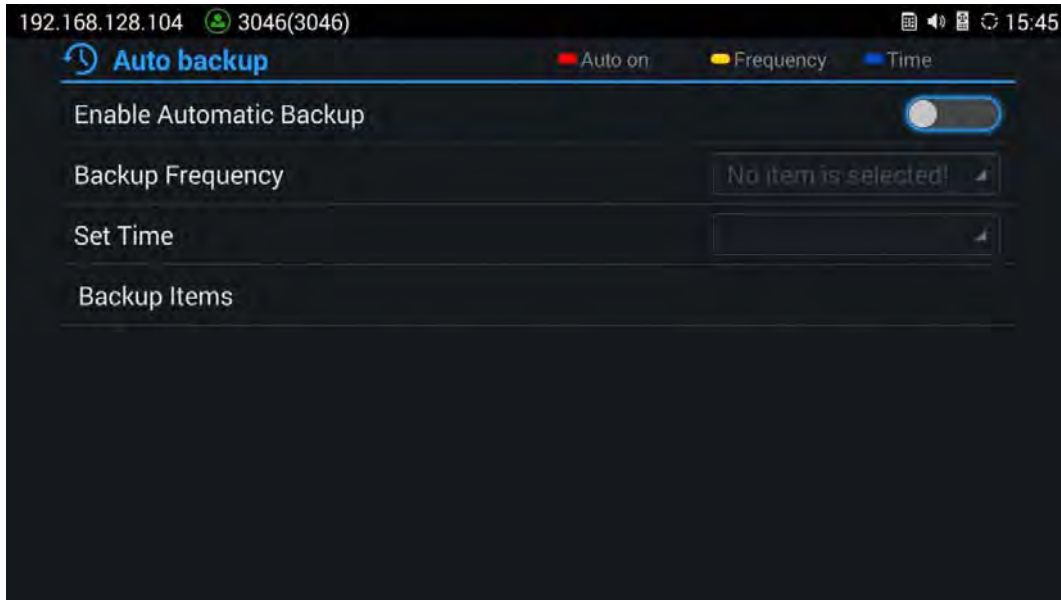 192.168.128.104 3046(3046) 15:45
Auto backup Auto on Frequency Time
Enable Automatic Backup
Backup Frequency No item is selected!
Set Time
Backup Items